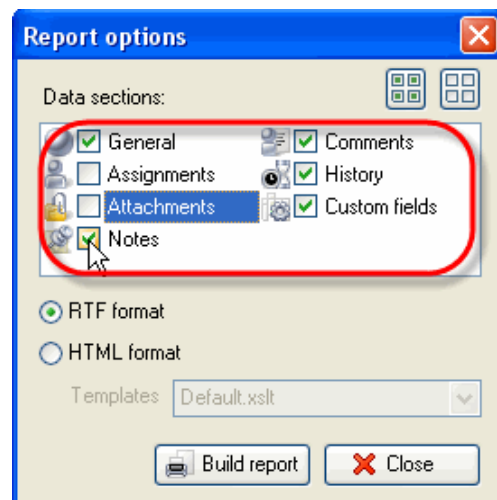 Report options
Data sections:
General
Comments
Assignments
History
Attachments
Custom fields
Notes
RTF format
HTML format
Templates Default.xslt
Build report Close